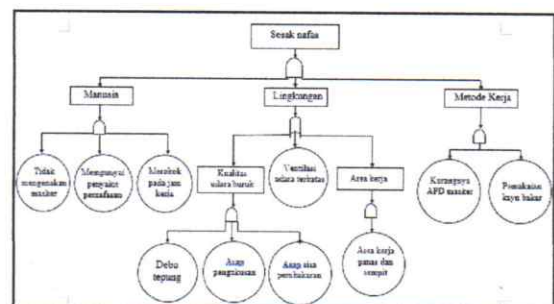 Sesak nafas
Manusia
Lingkungan
Metode Kerja
Tidak
mengenakan
masker
Mempunyai
penyakit
pernafasan
Merokok
pada jam
kerja
Kualitas
udara buruk
Ventilasi
udara terbatas
Area kerja
Kurangnya
APD masker
Pemakaian
kayu bakar
Debu
tepung
Asap
Asap sisa
pembakaran
Area kerja
panas dan
sempit